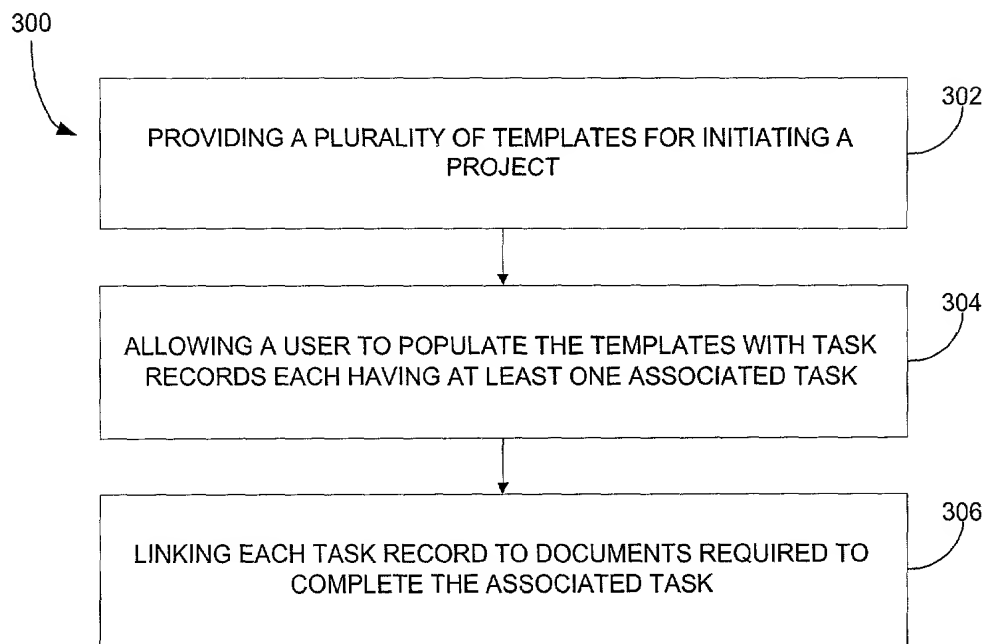 300
302
PROVIDING A PLURALITY OF TEMPLATES FOR INITIATING A
PROJECT
304
ALLOWING A USER TO POPULATE THE TEMPLATES WITH TASK
RECORDS EACH HAVING AT LEAST ONE ASSOCIATED TASK
306
LINKING EACH TASK RECORD TO DOCUMENTS REQUIRED TO
COMPLETE THE ASSOCIATED TASK